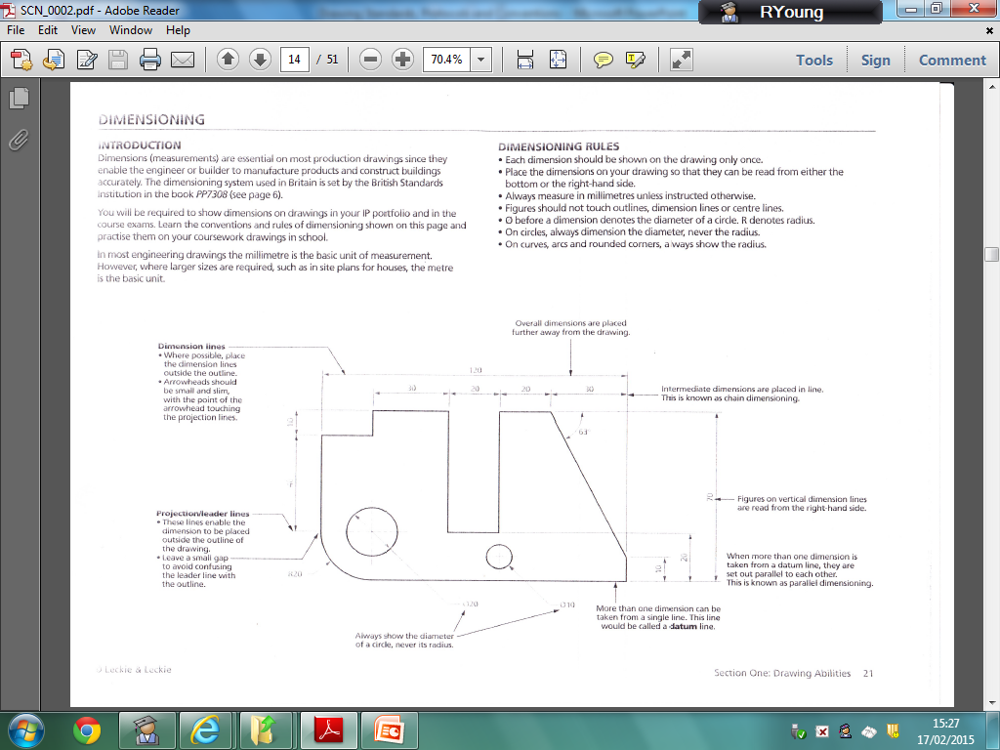 SCN_0002.pdf - Adobe Reader
RYoung
File Edit View Window Help
14 / 51 70.4% Tools Sign Comment
DIMENSIONING
INTRODUCTION
Dimensions (measurements) are essential on most production drawings since they
enable the engineer or builder to manufacture products and construct buildings
accurately. The dimensioning system used in Britain is set by the British Standards
Institution in the book PP7308 (see page 6).
You will be required to show dimensions on drawings in your IP portfolio and in the
course exams. Learn the conventions and rules of dimensioning shown on this page and
practise them on your coursework drawings in school.
In most engineering drawings the millimetre is the basic unit of measurement.
However, where larger sizes are required, such as in site plans for houses, the metre
is the basic unit.
DIMENSIONING RULES
• Each dimension should be shown on the drawing only once.
• Place the dimensions on your drawing so that they can be read from either the
bottom or the right-hand side.
• Always measure in millimetres unless instructed otherwise.
• Figures should not touch outlines, dimension lines or centre lines.
• Ø before a dimension denotes the diameter of a circle. R denotes radius.
• On circles, always dimension the diameter, never the radius.
• On curves, arcs and rounded corners, a ways show the radius.
Overall dimensions are placed
further away from the drawing.
Dimension lines
• Where possible, place
the dimension lines
outside the outline.
• Arrowheads should
be small and slim,
with the point of the
arrowhead touching
the projection lines.
120
30 20 20 30
Intermediate dimensions are placed in line.
This is known as chain dimensioning.
10
63°
70
Figures on vertical dimension lines
are read from the right-hand side.
Projection/leader lines
• These lines enable the
dimension to be placed
outside the outline of
the drawing.
• Leave a small gap
to avoid confusing
the leader line with
the outline.
20
10
When more than one dimension is
taken from a datum line, they are
set out parallel to each other.
This is known as parallel dimensioning.
R20
Ø20
Ø10
More than one dimension can be
taken from a single line. This line
would be called a datum line.
Always show the diameter
of a circle, never its radius.
Leckie & Leckie
Section One: Drawing Abilities 21
15:27
17/02/2015